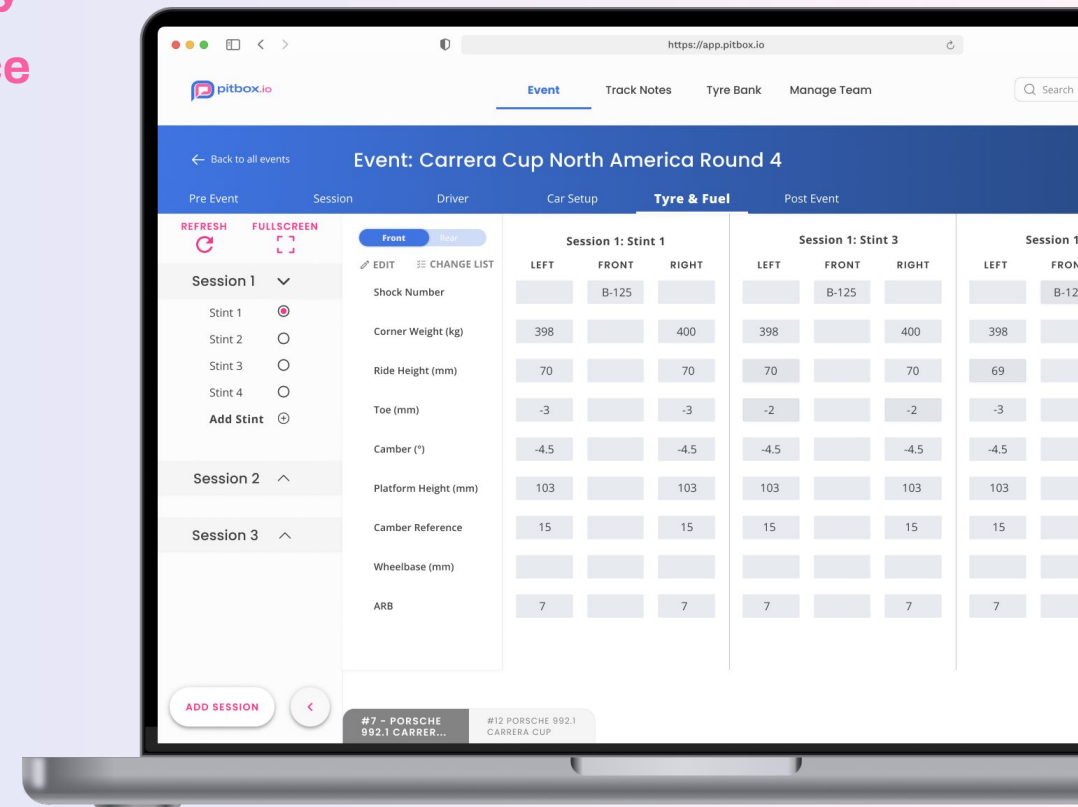 https://app.pitbox.io
pitbox.io
Event Track Notes Tyre Bank Manage Team
Search
Back to all events
Event: Carrera Cup North America Round 4
Pre Event Session Driver Car Setup Tyre & Fuel Post Event
REFRESH FULLSCREEN
Front Rear
Session 1: Stint 1 Session 1: Stint 3 Session 1
EDIT CHANGE LIST LEFT FRONT RIGHT LEFT FRONT RIGHT LEFT
Session 1
Shock Number B-125 B-125
Stint 1
Corner Weight (kg) 398 400 398 400 398
Stint 2
Stint 3
Ride Height (mm) 70 70 70 70 69
Stint 4
Toe (mm) -3 -3 -2 -2 -3
Add Stint
Camber (°) -4.5 -4.5 -4.5 -4.5 -4.5
Session 2
Platform Height (mm) 103 103 103 103 103
Camber Reference 15 15 15 15 15
Session 3
Wheelbase (mm)
ARB 7 7 7 7 7
ADD SESSION
#7 - PORSCHE
992.1 CARRER...
#12 PORSCHE 992.1
CARRERA CUP